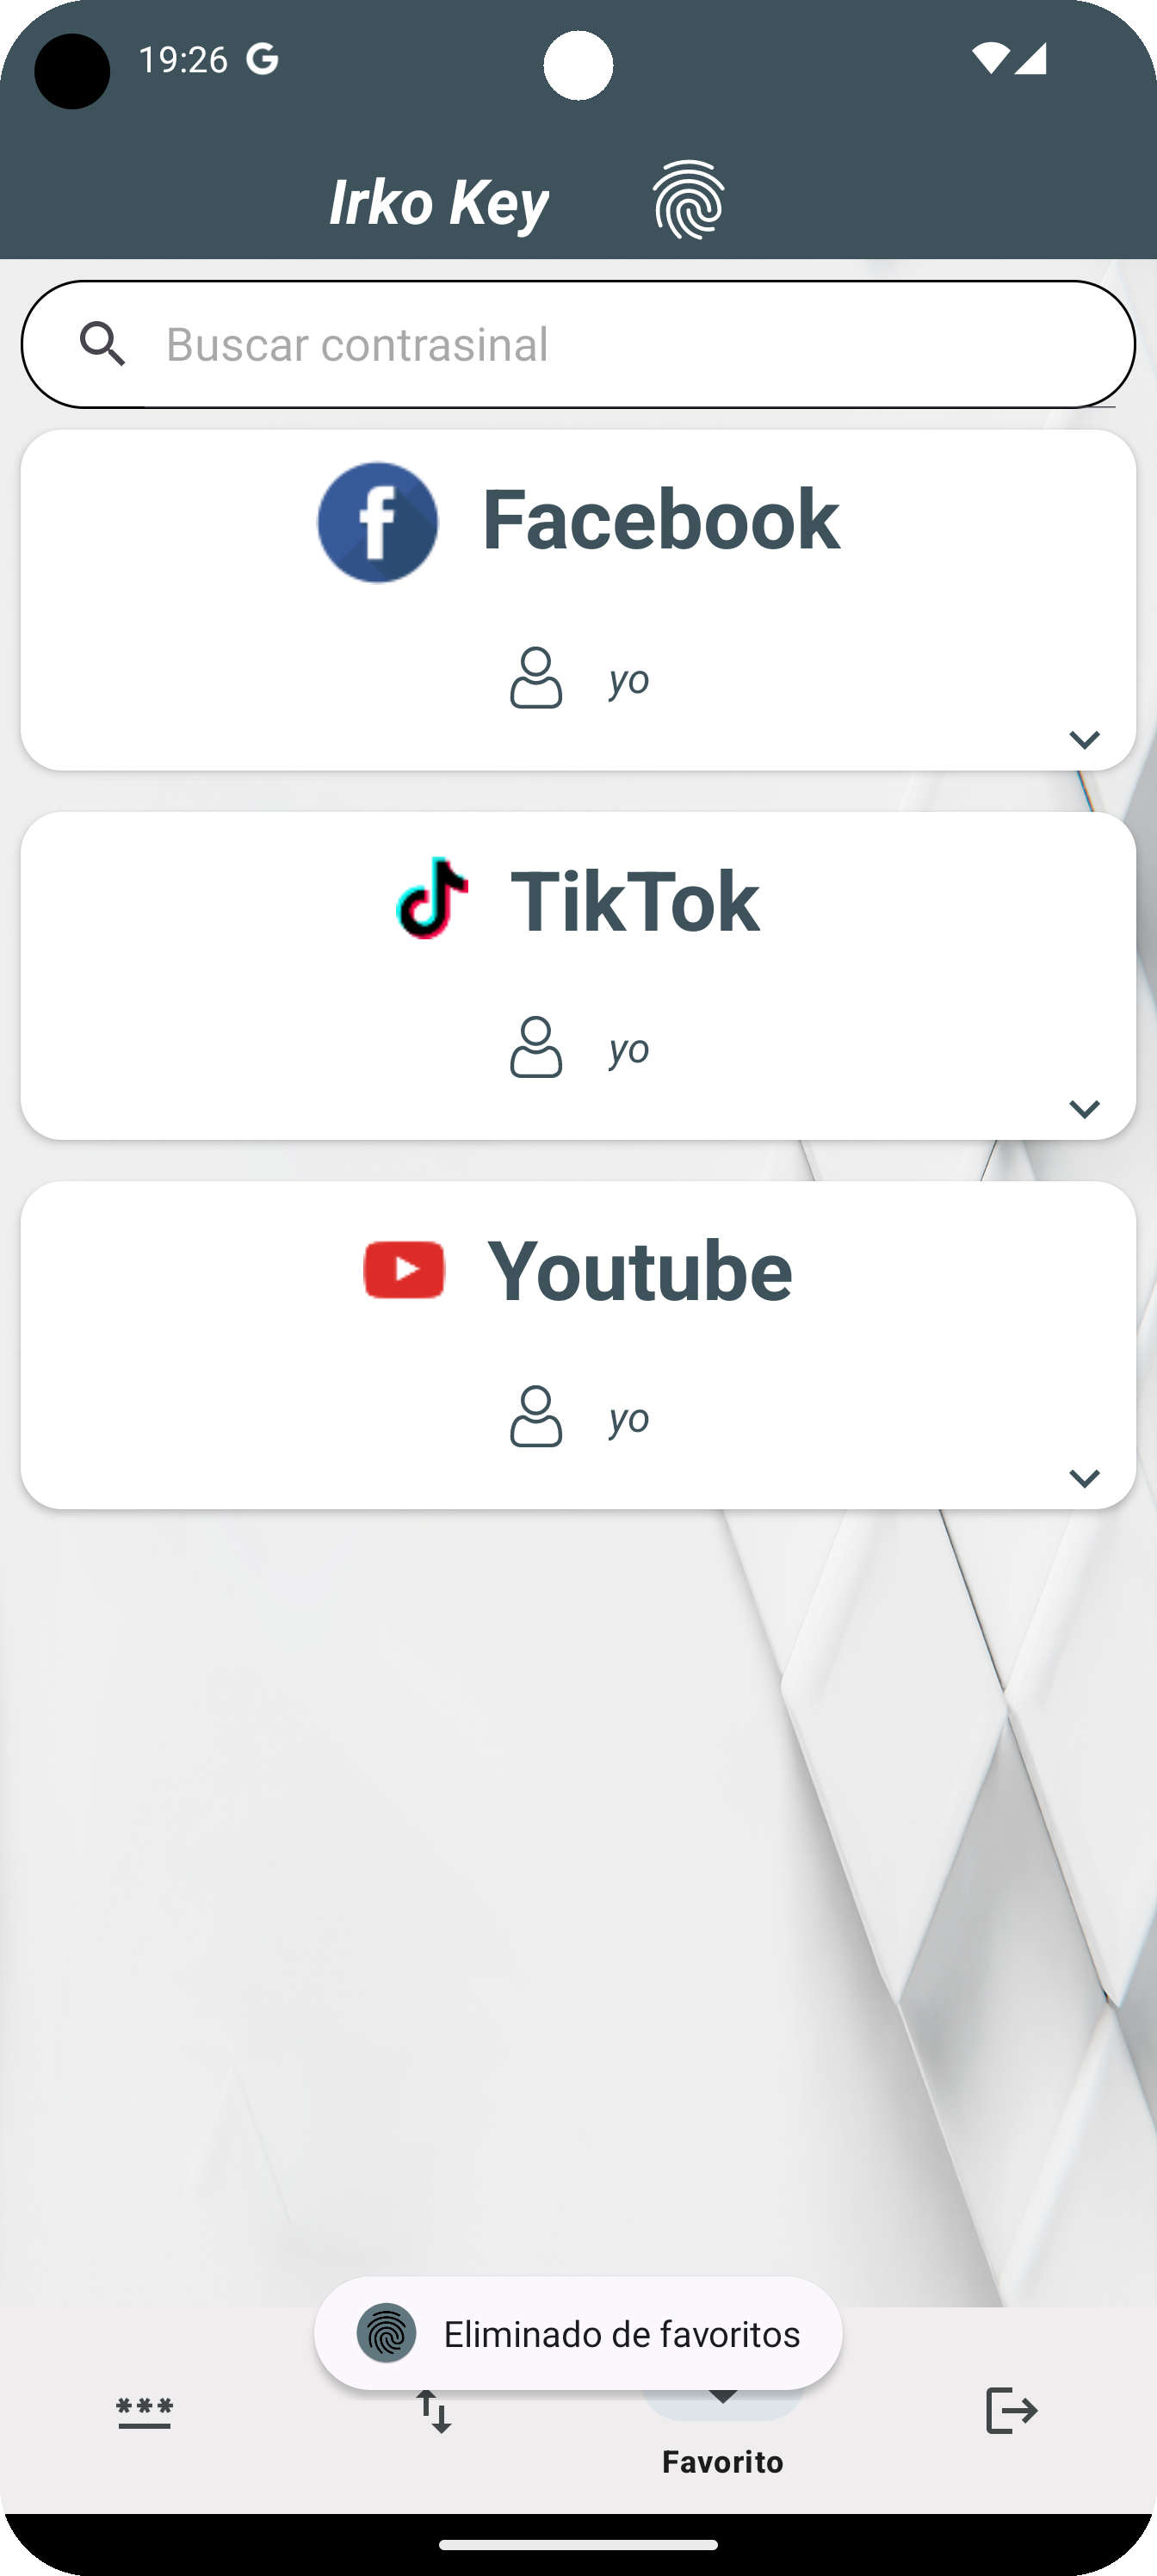 19:26
Irko Key
Buscar contrasinal
Facebook
yo
TikTok
yo
Youtube
yo
Eliminado de favoritos
Favorito